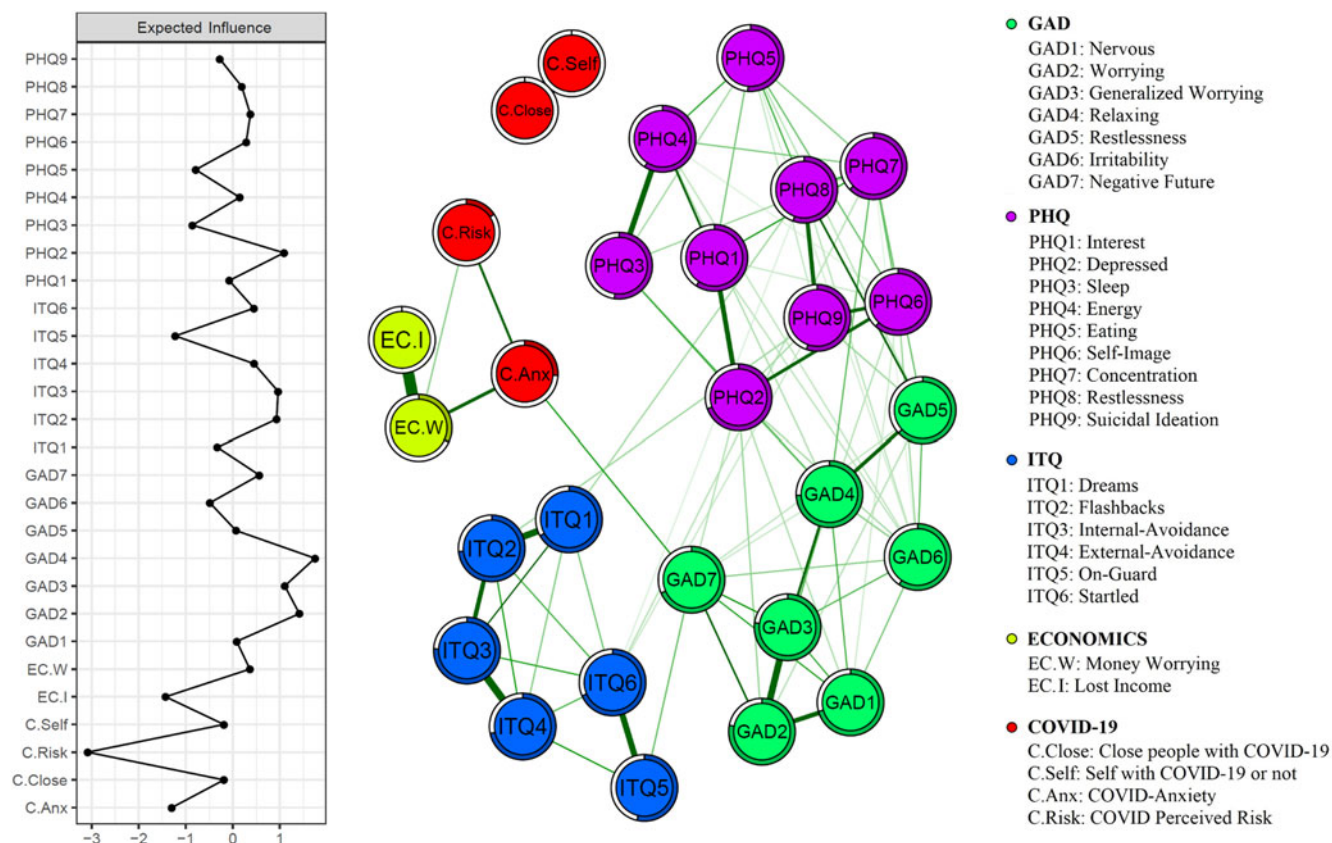 Expected Influence
PHQ9
PHQ8
PHQ7
PHQ6
PHQ5
PHQ4
PHQ3
PHQ2
PHQ1
ITQ6
ITQ5
ITQ4
ITQ3
ITQ2
ITQ1
GAD7
GAD6
GAD5
GAD4
GAD3
GAD2
GAD1
EC.W
EC.I
C.Self
C.Risk
C.Close
C.Anx
−3 −2 −1 0 1
C.Self
C.Close
PHQ5
PHQ4
PHQ7
PHQ8
C.Risk
PHQ3
PHQ1
PHQ9
PHQ6
EC.I
C.Anx
PHQ2
EC.W
GAD5
GAD4
ITQ1
ITQ2
GAD6
GAD7
GAD3
ITQ3
ITQ6
GAD1
ITQ4
GAD2
ITQ5
GAD
GAD1: Nervous
GAD2: Worrying
GAD3: Generalized Worrying
GAD4: Relaxing
GAD5: Restlessness
GAD6: Irritability
GAD7: Negative Future
PHQ
PHQ1: Interest
PHQ2: Depressed
PHQ3: Sleep
PHQ4: Energy
PHQ5: Eating
PHQ6: Self-Image
PHQ7: Concentration
PHQ8: Restlessness
PHQ9: Suicidal Ideation
ITQ
ITQ1: Dreams
ITQ2: Flashbacks
ITQ3: Internal-Avoidance
ITQ4: External-Avoidance
ITQ5: On-Guard
ITQ6: Startled
ECONOMICS
EC.W: Money Worrying
EC.I: Lost Income
COVID-19
C.Close: Close people with COVID-19
C.Self: Self with COVID-19 or not
C.Anx: COVID-Anxiety
C.Risk: COVID Perceived Risk